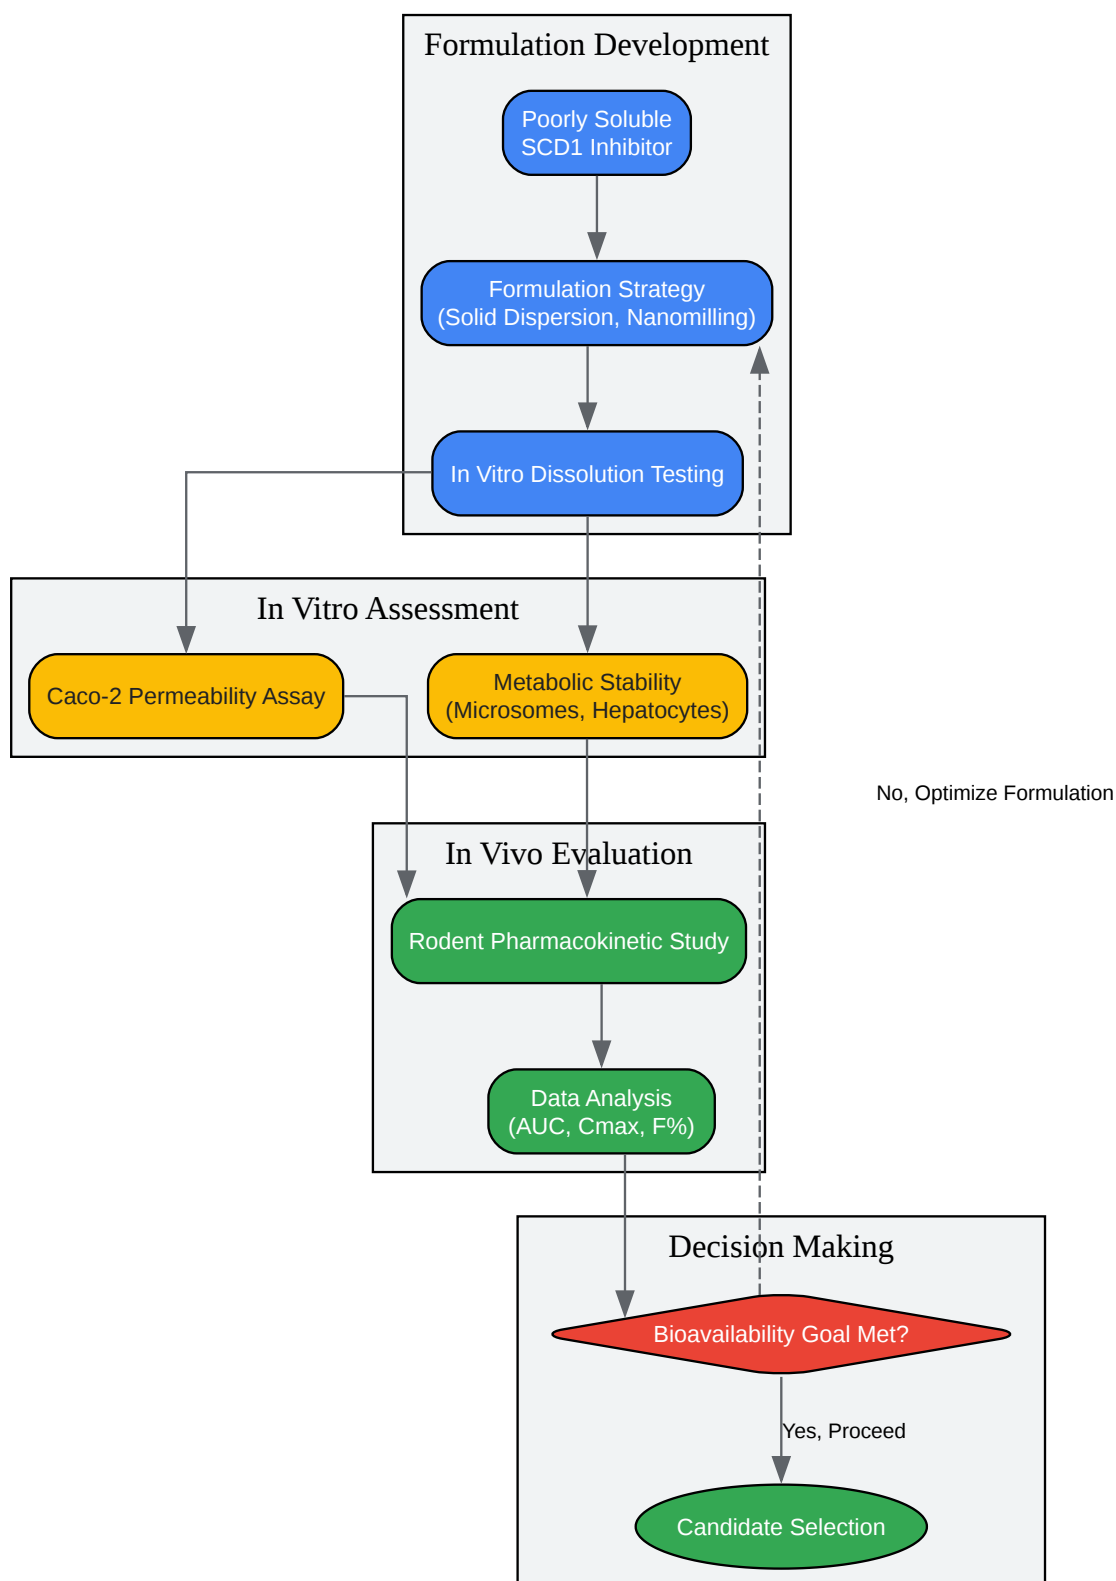 Formulation Development
Poorly Soluble
SCD1 Inhibitor
Formulation Strategy
(Solid Dispersion, Nanomilling)
In Vitro Dissolution Testing
In Vitro Assessment
Caco-2 Permeability Assay
Metabolic Stability
(Microsomes, Hepatocytes)
No, Optimize Formulation
In Vivo Evaluation
Rodent Pharmacokinetic Study
Data Analysis
(AUC, Cmax, F%)
Decision Making
Bioavailability Goal Met?
Yes, Proceed
Candidate Selection